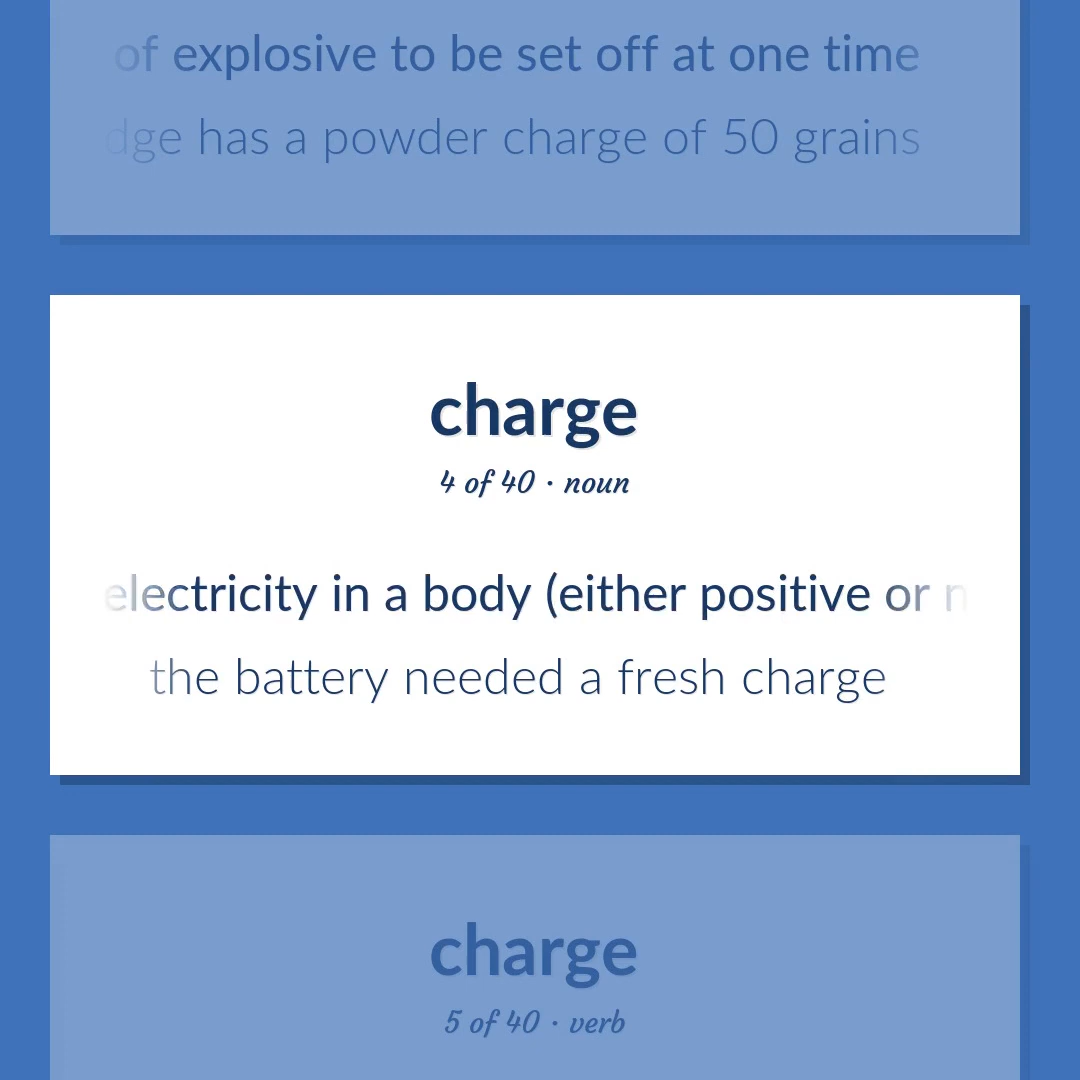 of explosive to be set off at one time
has a powder charge of 50 grains
charge
4 of 40 · noun
electricity in a body (either positive or
the battery needed a fresh charge
charge
5 of 40 · verb